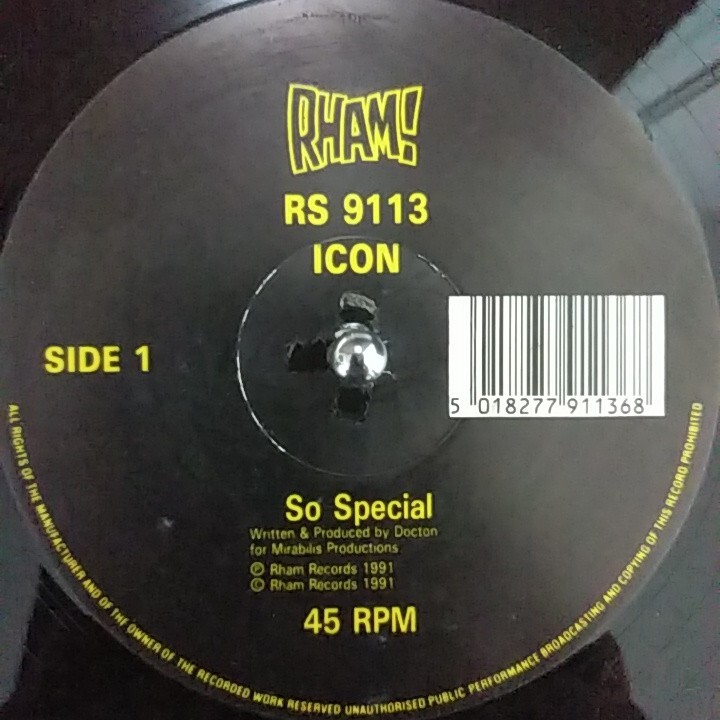 RHAM!
RS 9113
ICON
SIDE 1
5 018277 911368
So Special
Written & Produced by Docton
for Mirabilis Productions
℗ Rham Records 1991
© Rham Records 1991
45 RPM
ALL RIGHTS OF THE MANUFACTURER AND OF THE OWNER OF THE RECORDED WORK RESERVED UNAUTHORISED PUBLIC PERFORMANCE BROADCASTING AND COPYING OF THIS RECORD PROHIBITED